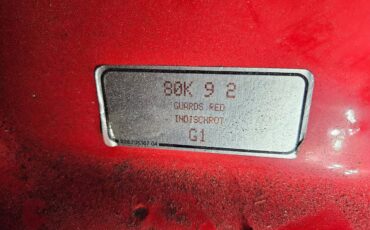 80K 9 2
GUARDS RED
INDISCHROT
G1